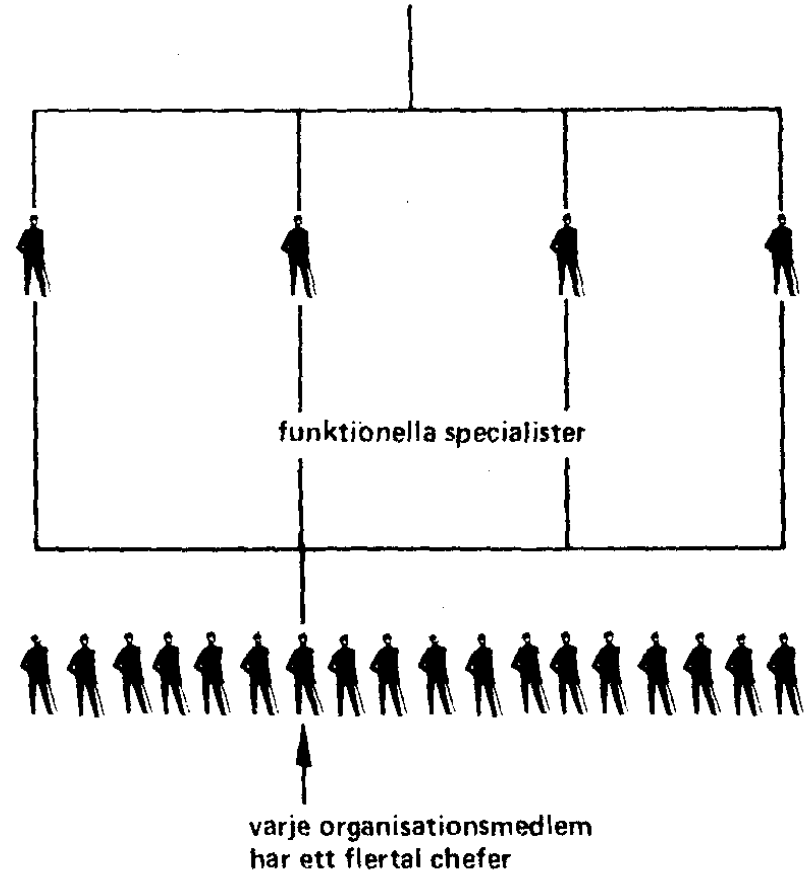 funktionella specialister
varje organisationsmedlem
har ett flertal chefer